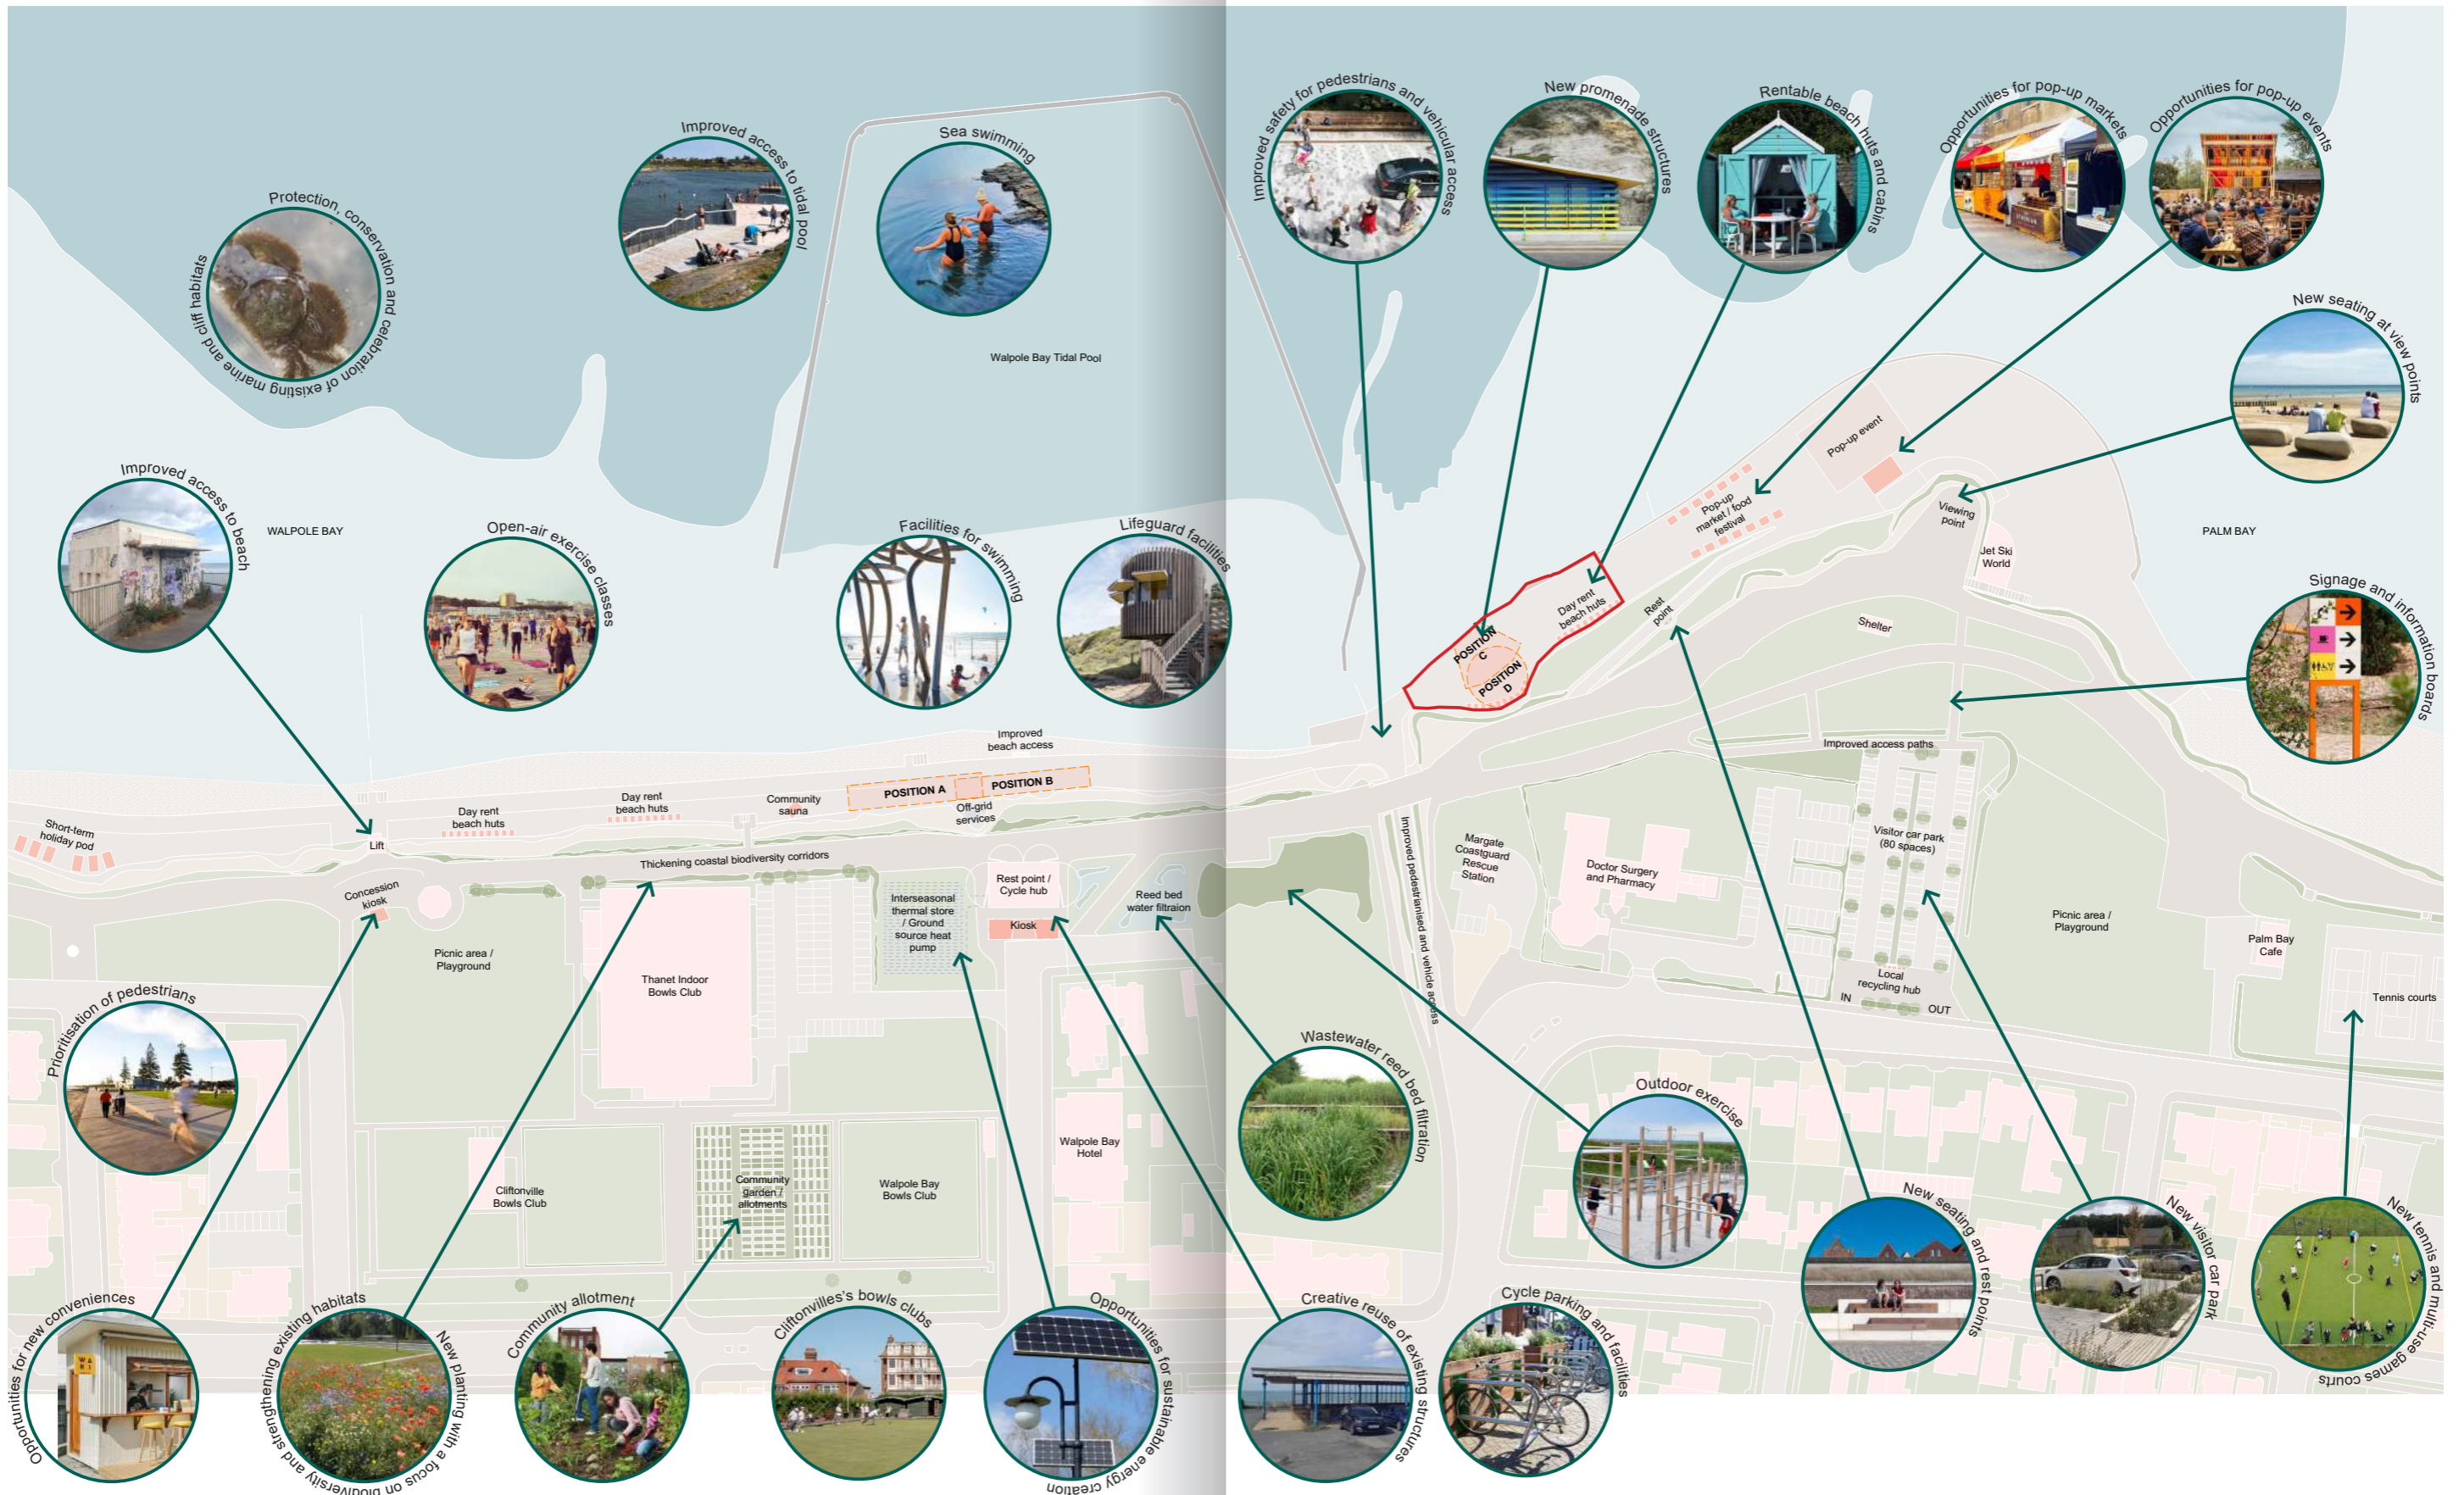 Protection, conservation and celebration of existing marine and cliff habitats
Improved access to tidal pool
Sea swimming
Improved safety for pedestrians and vehicular access
New promenade structures
Rentable beach huts and cabins
Opportunities for pop-up markets
Opportunities for pop-up events
New seating at view points
Walpole Bay Tidal Pool
Improved access to beach
WALPOLE BAY
Open-air exercise classes
Facilities for swimming
Lifeguard facilities
Pop-up event
Pop-up
market / food
festival
Viewing
point
Jet Ski
World
PALM BAY
Signage and information boards
Day rent
beach huts
Rest
point
Shelter
POSITION
C
POSITION
D
Improved
beach access
Improved access paths
POSITION A
POSITION B
Off-grid
services
Community
sauna
Day rent
beach huts
Day rent
beach huts
Short-term
holiday pod
Lift
Thickening coastal biodiversity corridors
Concession
kiosk
Picnic area /
Playground
Thanet Indoor
Bowls Club
Interseasonal
thermal store
/ Ground
source heat
pump
Rest point /
Cycle hub
Kiosk
Reed bed
water filtraion
Improved pedestrianised and vehicle access
Margate
Coastguard
Rescue
Station
Doctor Surgery
and Pharmacy
Visitor car park
(80 spaces)
Local
recycling hub
IN
OUT
Picnic area /
Playground
Palm Bay
Cafe
Tennis courts
Prioritisation of pedestrians
Cliftonville
Bowls Club
Community
garden /
allotments
Walpole Bay
Bowls Club
Walpole Bay
Hotel
Wastewater reed bed filtration
Outdoor exercise
Opportunities for new conveniences
New planting with a focus on biodiversity and strengthening existing habitats
Community allotment
Cliftonvilles's bowls clubs
Opportunities for sustainable energy creation
Creative reuse of existing structures
Cycle parking and facilities
New seating and rest points
New visitor car park
New tennis and multi-use games courts